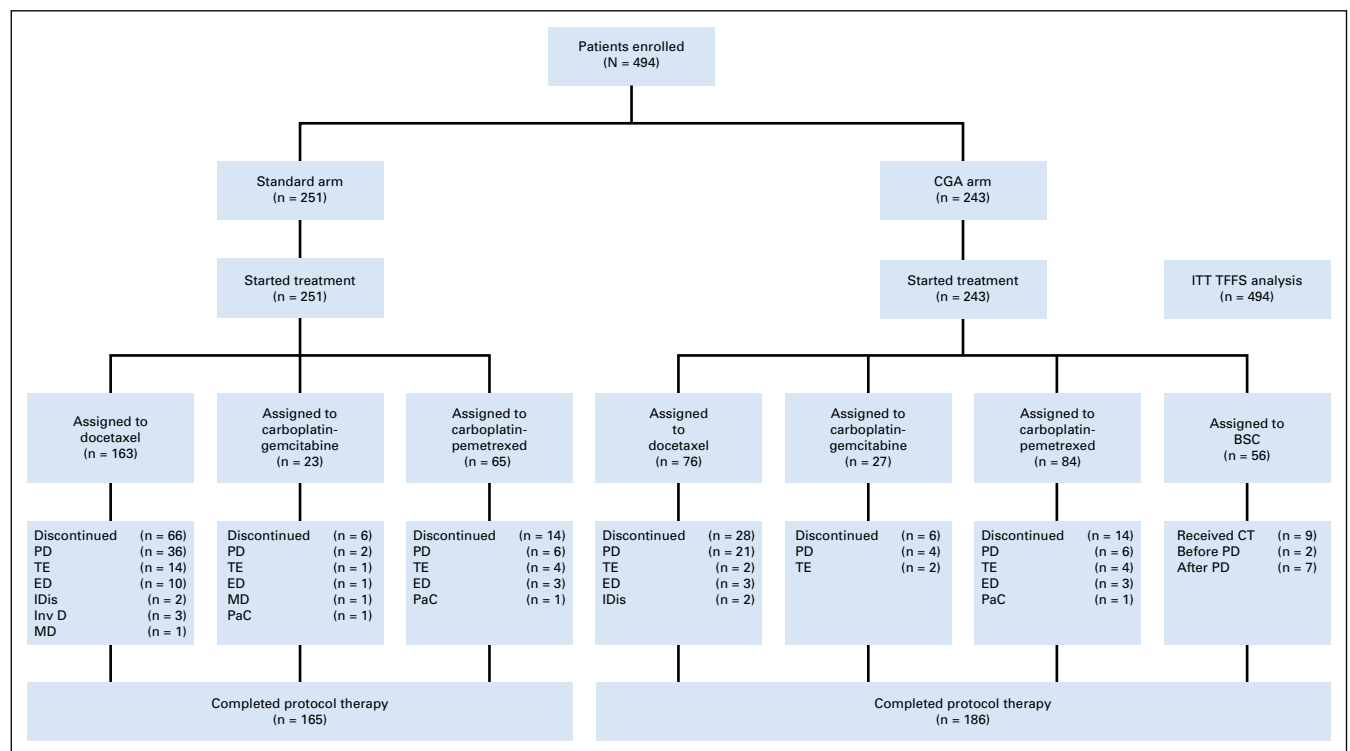 Patients enrolled
(N = 494)
Standard arm
(n = 251)
CGA arm
(n = 243)
Started treatment
(n = 251)
Started treatment
(n = 243)
ITT TFFS analysis
(n = 494)
Assigned to
docetaxel
(n = 163)
Assigned to
carboplatin-
gemcitabine
(n = 23)
Assigned to
carboplatin-
pemetrexed
(n = 65)
Assigned
to
docetaxel
(n = 76)
Assigned to
carboplatin-
gemcitabine
(n = 27)
Assigned to
carboplatin-
pemetrexed
(n = 84)
Assigned to
BSC
(n = 56)
Discontinued (n = 66)
PD (n = 36)
TE (n = 14)
ED (n = 10)
IDis (n = 2)
Inv D (n = 3)
MD (n = 1)
Discontinued (n = 6)
PD (n = 2)
TE (n = 1)
ED (n = 1)
MD (n = 1)
PaC (n = 1)
Discontinued (n = 14)
PD (n = 6)
TE (n = 4)
ED (n = 3)
PaC (n = 1)
Discontinued (n = 28)
PD (n = 21)
TE (n = 2)
ED (n = 3)
IDis (n = 2)
Discontinued (n = 6)
PD (n = 4)
TE (n = 2)
Discontinued (n = 14)
PD (n = 6)
TE (n = 4)
ED (n = 3)
PaC (n = 1)
Received CT (n = 9)
Before PD (n = 2)
After PD (n = 7)
Completed protocol therapy
(n = 165)
Completed protocol therapy
(n = 186)